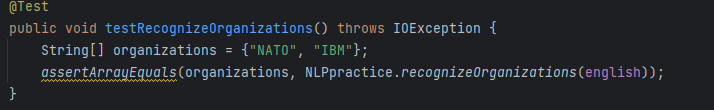 @Test
public void testRecognizeOrganizations() throws IOException {
    String[] organizations = {"NATO", "IBM"};
    assertArrayEquals(organizations, NLPpractice.recognizeOrganizations(english));
}